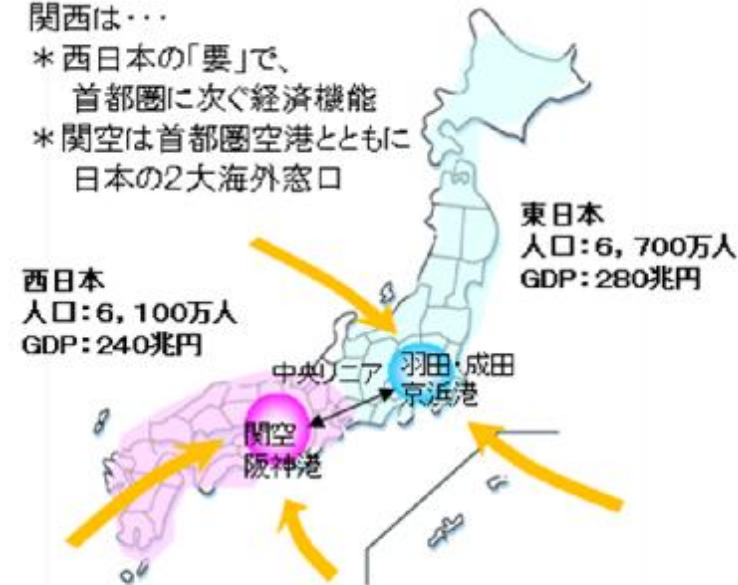 関西は・・・
＊西日本の「要」で、
首都圏に次ぐ経済機能
＊関空は首都圏空港とともに
日本の２大海外窓口
東日本
人口：６，７００万人
GDP：２８０兆円
西日本
人口：６，１００万人
GDP：２４０兆円
中央リニア
羽田・成田
京浜港
関空
阪神港